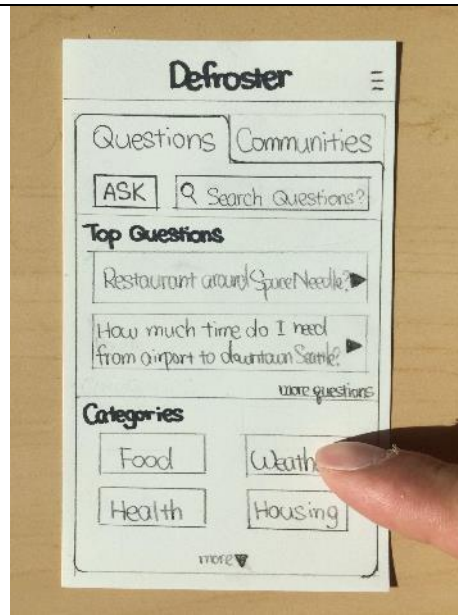 Defroster
Questions Communities
ASK Search Questions?
Top Questions
Restaurant around Space Needle?
How much time do I need
from airport to downtown Seattle?
more questions
Categories
Food Weath
Health Housing
more